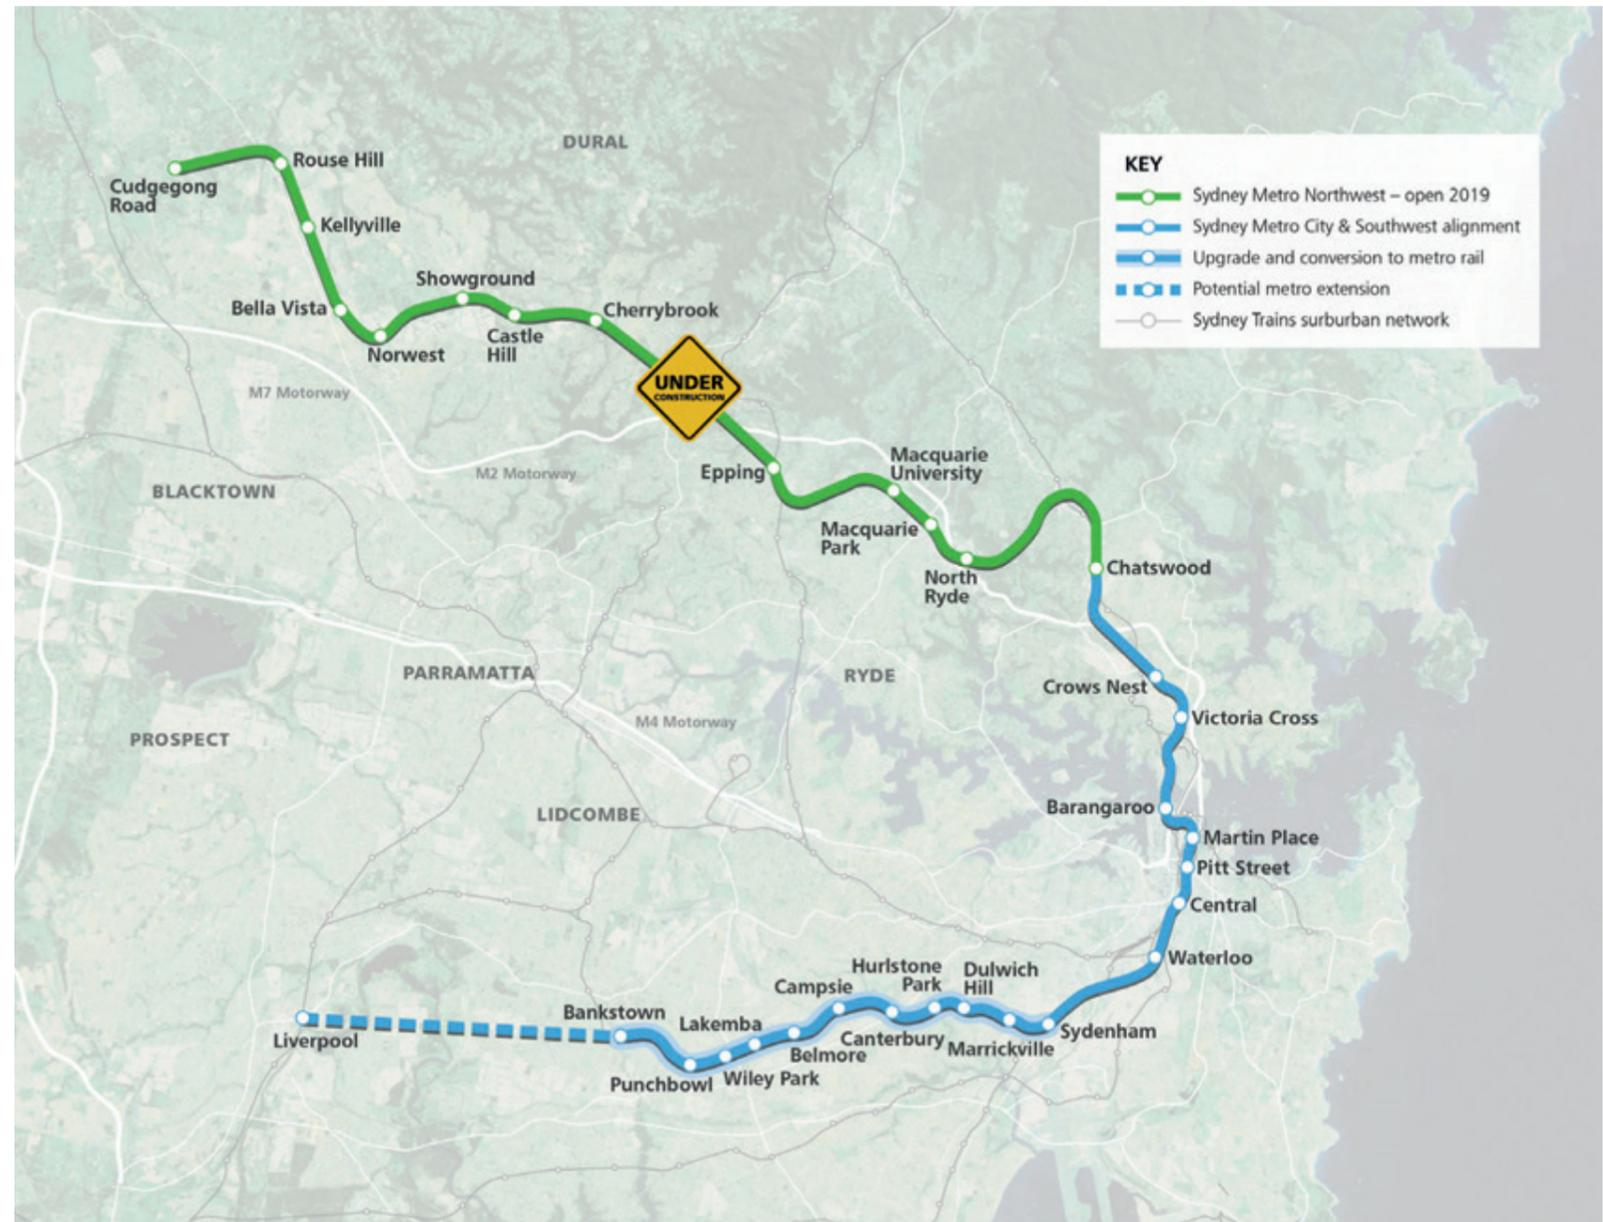 DURAL
KEY
Sydney Metro Northwest – open 2019
Sydney Metro City & Southwest alignment
Upgrade and conversion to metro rail
Potential metro extension
Sydney Trains surburban network
Rouse Hill
Cudgegong
Road
Kellyville
Showground
Bella Vista
Cherrybrook
Castle
Hill
Norwest
UNDER
CONSTRUCTION
M7 Motorway
Macquarie
University
Epping
M2 Motorway
BLACKTOWN
Macquarie
Park
Chatswood
North
Ryde
PARRAMATTA
RYDE
Crows Nest
Victoria Cross
M4 Motorway
PROSPECT
Barangaroo
LIDCOMBE
Martin Place
Pitt Street
Central
Waterloo
Hurlstone
Park
Dulwich
Hill
Campsie
Bankstown
Lakemba
Sydenham
Liverpool
Canterbury
Marrickville
Belmore
Wiley Park
Punchbowl